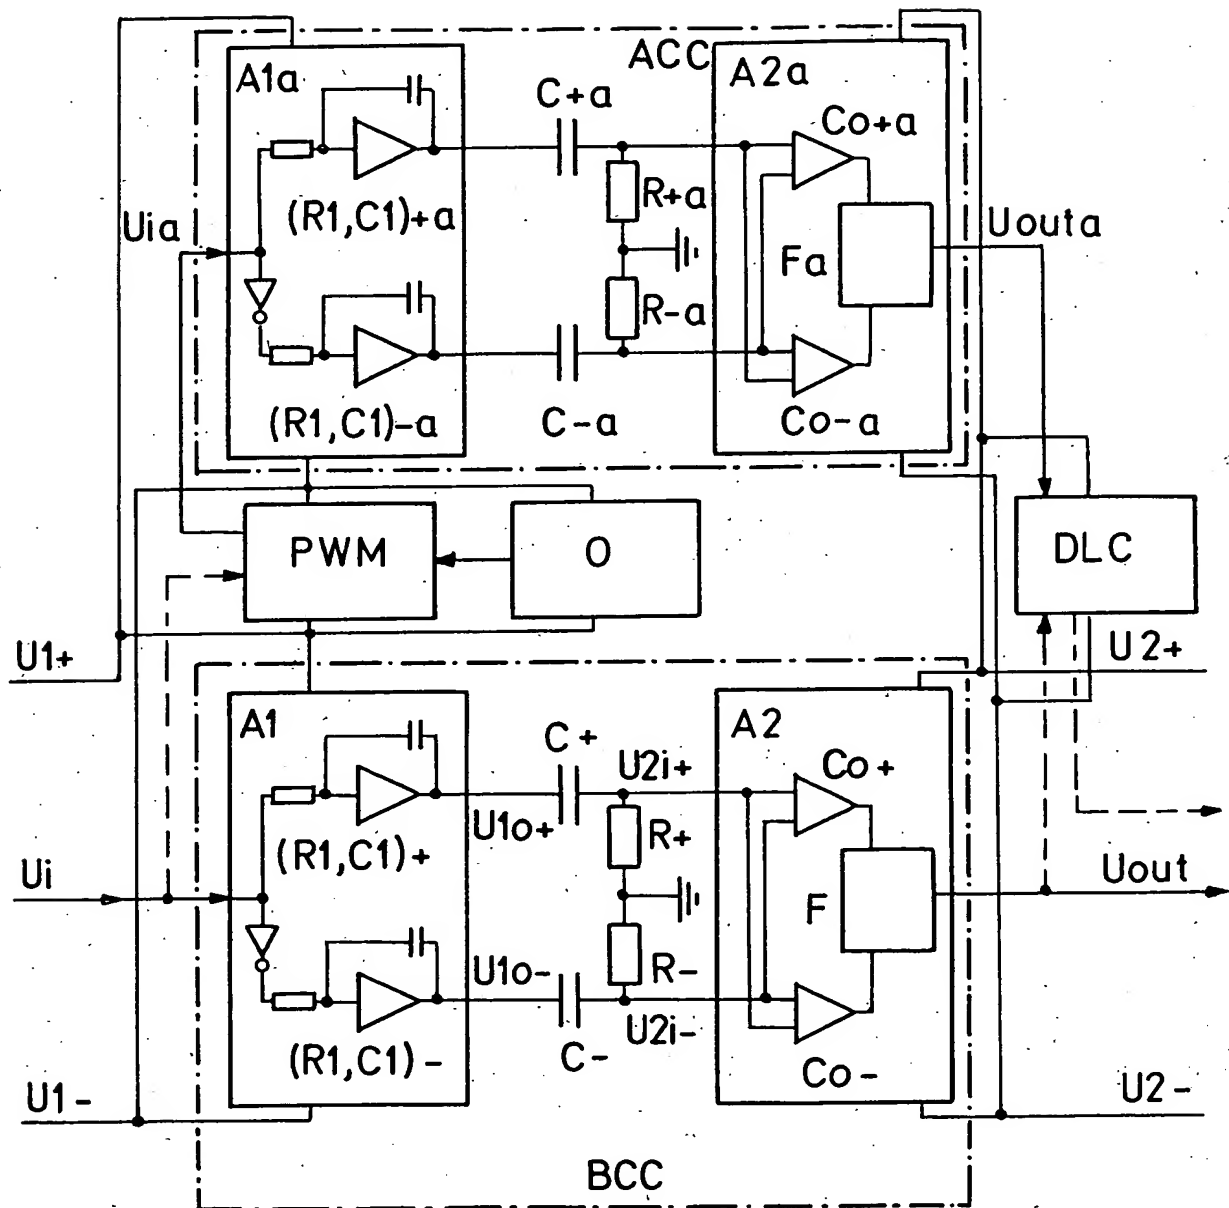 ACC
A1a
A2a
C+a
Co+a
R+a
(R1,C1)+a
Uia
Uouta
Fa
R-a
(R1,C1)-a
C-a
Co-a
PWM
O
DLC
U1+
U2+
A1
C+
U2i+
A2
Co+
U1o+
R+
(R1,C1)+
Ui
Uout
F
U1o-
R-
U2i-
(R1,C1)-
C-
Co-
U1-
U2-
BCC